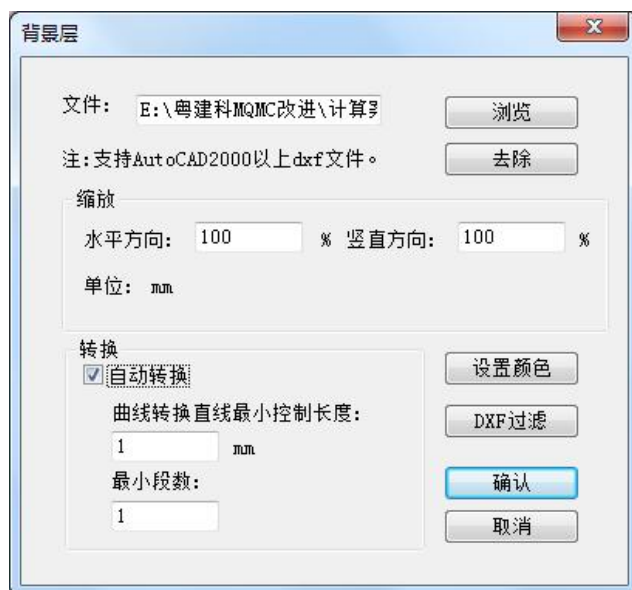 背景层
文件: E:\粤建科MQMC改进\计算 浏览
注:支持AutoCAD2000以上dxf文件。 去除
缩放
水平方向: 100 % 竖直方向: 100 %
单位: mm
转换
自动转换 设置颜色
曲线转换直线最小控制长度: DXF过滤
1 mm
最小段数: 确认
1 取消